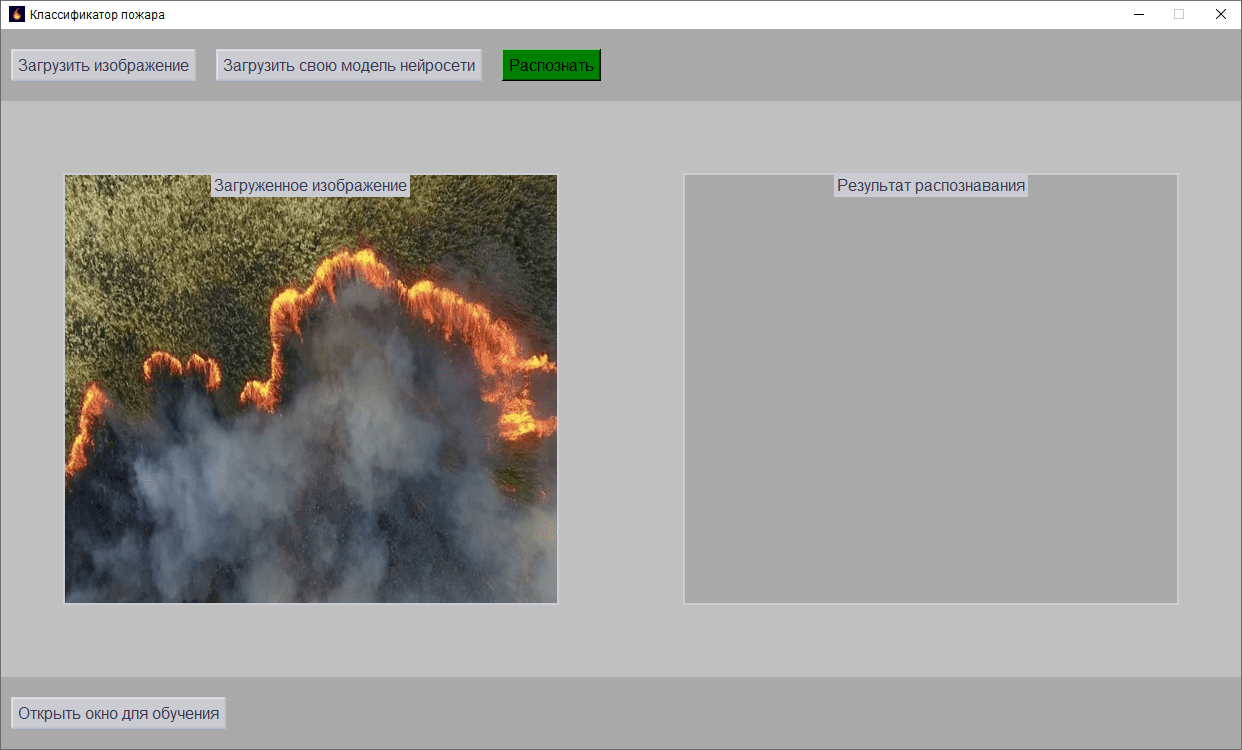 Классификатор пожара
Загрузить изображение
Загрузить свою модель нейросети
Распознать
Загруженное изображение
Результат распознавания
Открыть окно для обучения